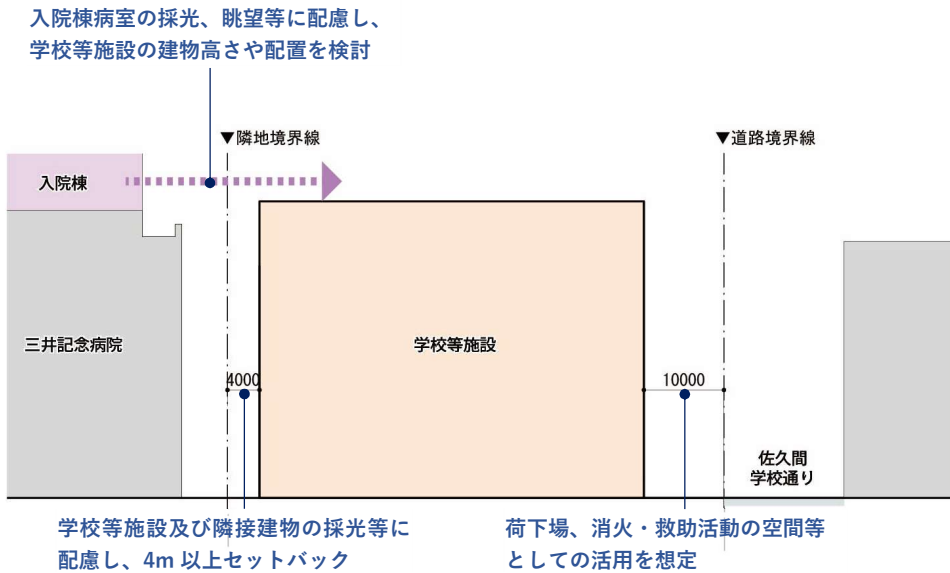 入院棟病室の採光、眺望等に配慮し、
学校等施設の建物高さや配置を検討
▼隣地境界線
▼道路境界線
入院棟
三井記念病院
学校等施設
4000
10000
佐久間
学校通り
学校等施設及び隣接建物の採光等に
配慮し、4m 以上セットバック
荷下場、消火・救助活動の空間等
としての活用を想定